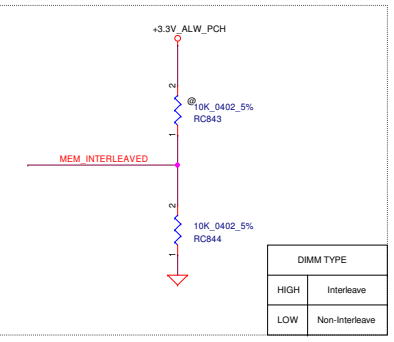 +3.3V_ALW_PCH
2
@
10K_0402_5%
RC843
1
MEM_INTERLEAVED
2
10K_0402_5%
RC844
1
DIMM TYPE
HIGH Interleave
LOW Non-Interleave